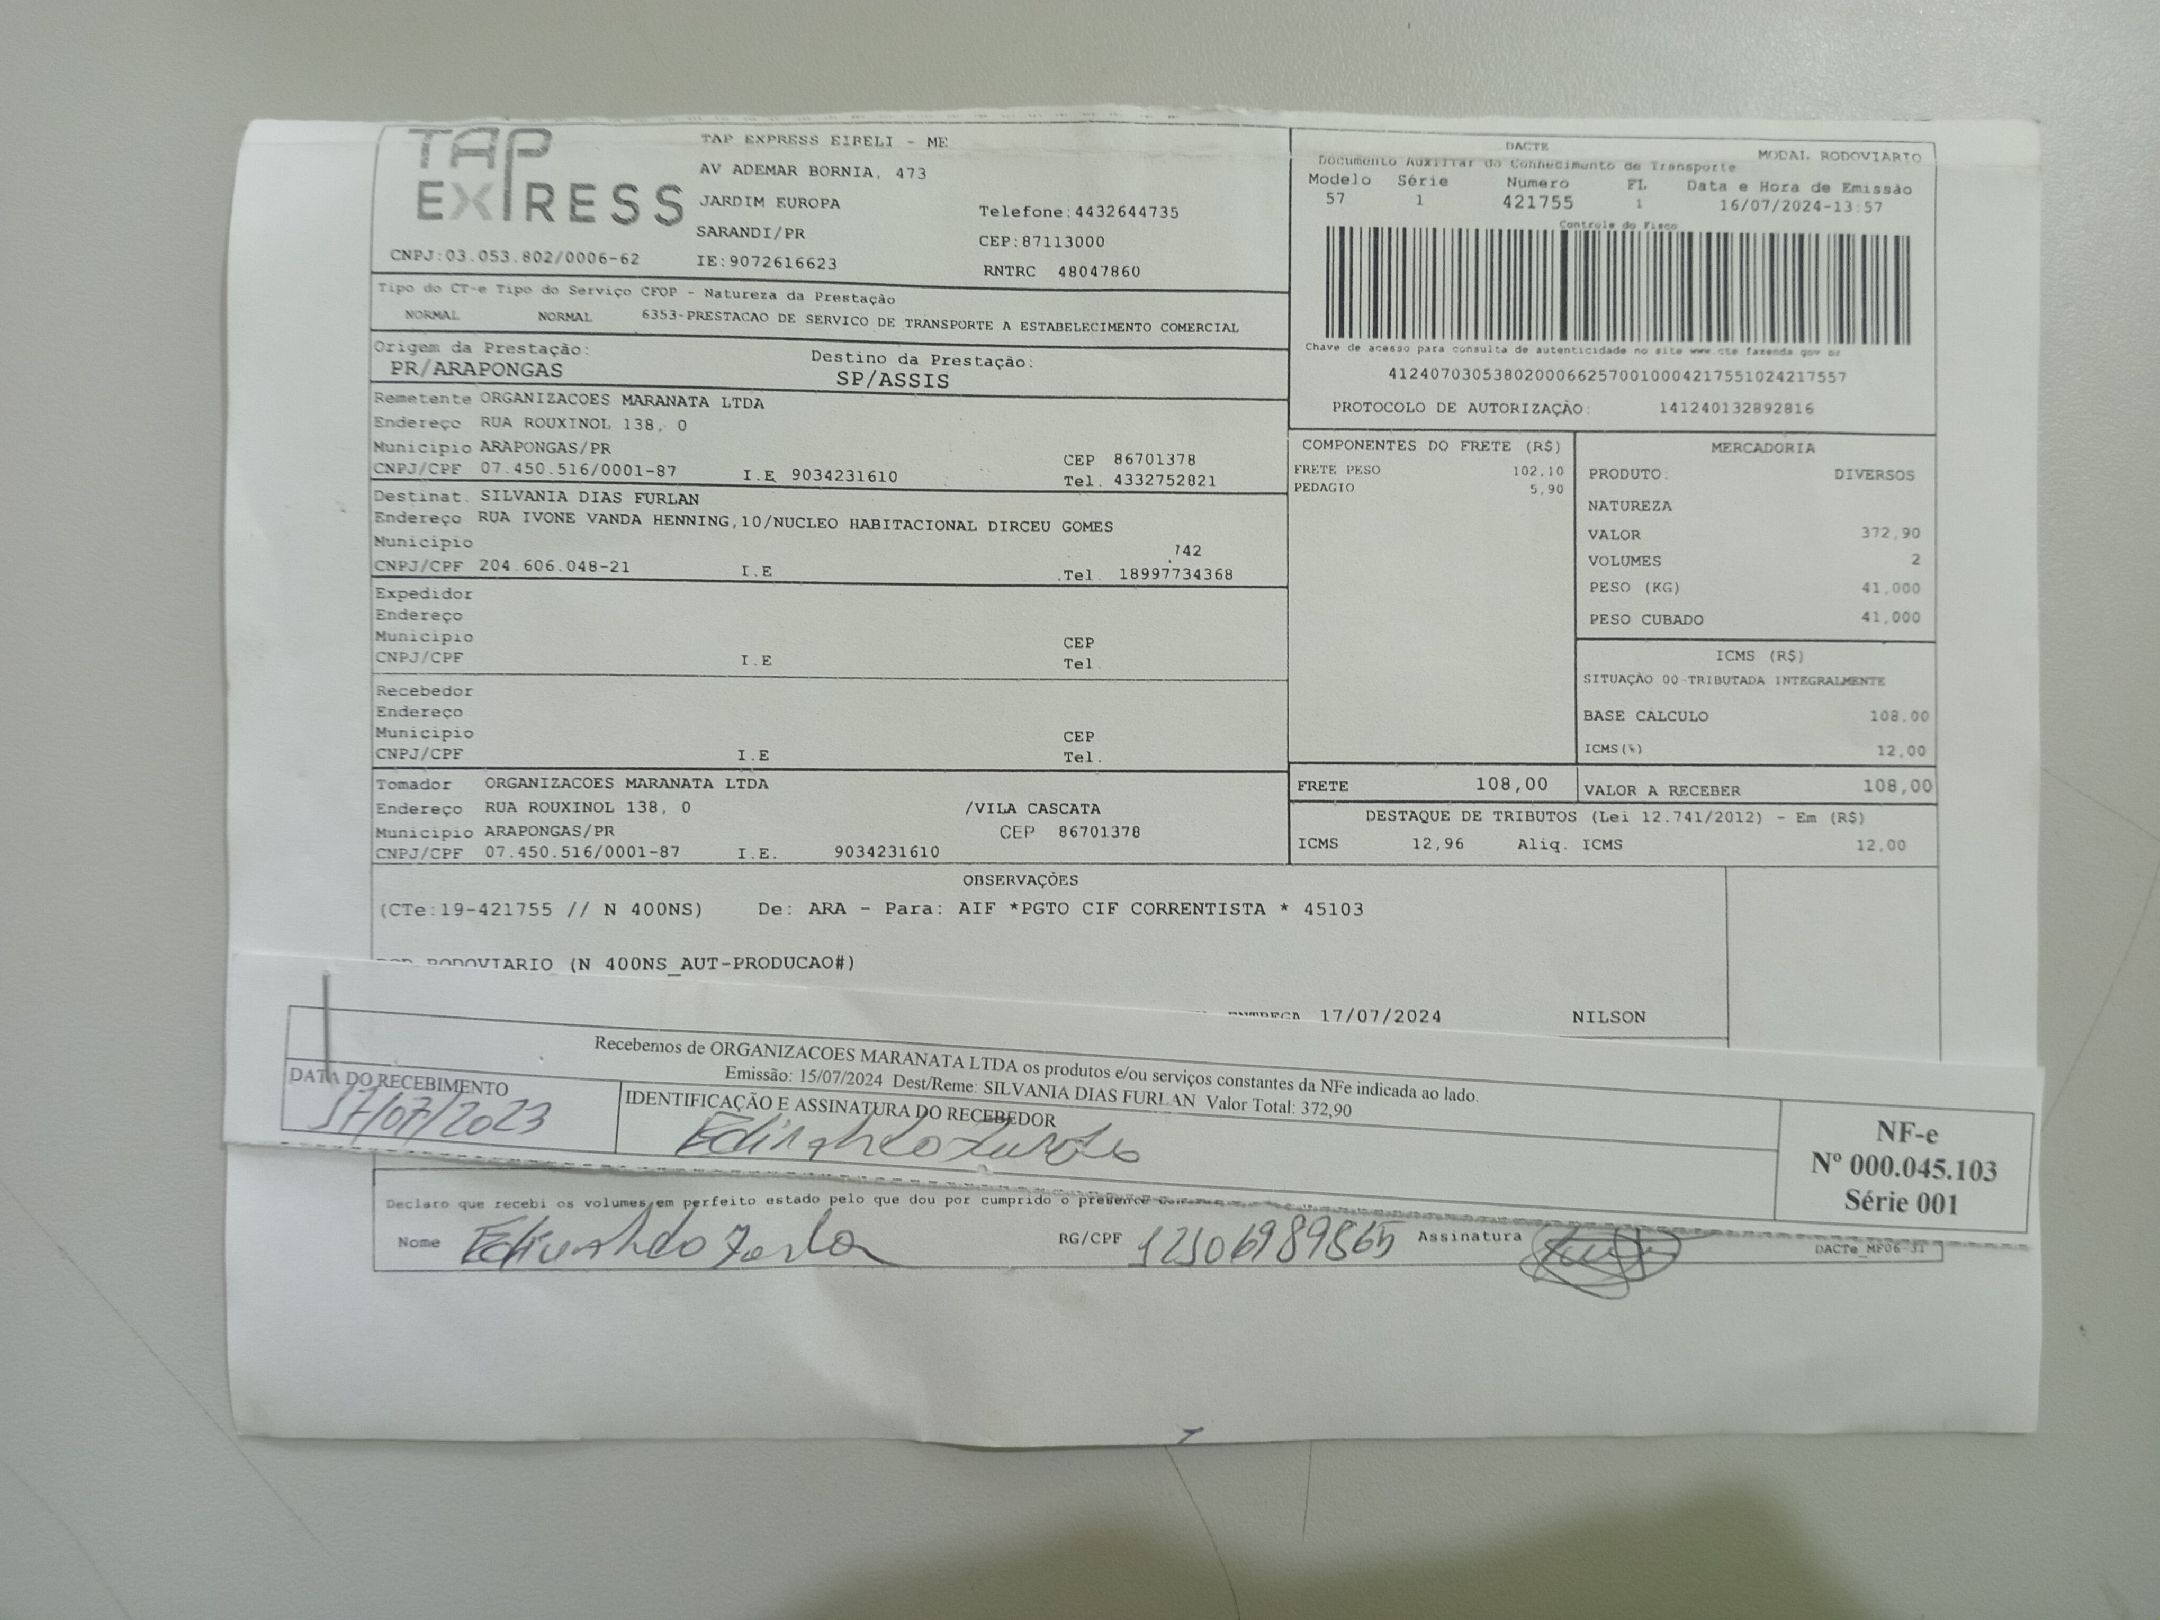 TAP
EXPRESS
CNPJ:03.053.802/0006-62
TAP EXPRESS EIRELI - ME
AV ADEMAR BORNIA, 473
JARDIM EUROPA
SARANDI/PR
IE:9072616623
Telefone:4432644735
CEP:87113000
RNTRC 48047860
DACTE
Documento Auxiliar do Conhecimento de Transporte
MODAL RODOVIARIO
Modelo Série Numero FL Data e Hora de Emissão
57 1 421755 1 16/07/2024-13:57
Controle do Fisco
Chave de acesso para consulta de autenticidade no site www.cte fazenda gov br
41240703053802000662570010004217551024217557
PROTOCOLO DE AUTORIZAÇÃO: 141240132892816
Tipo do CT-e Tipo do Serviço CFOP - Natureza da Prestação
NORMAL NORMAL 6353-PRESTACAO DE SERVICO DE TRANSPORTE A ESTABELECIMENTO COMERCIAL
Origem da Prestação: Destino da Prestação:
PR/ARAPONGAS SP/ASSIS
Remetente ORGANIZACOES MARANATA LTDA
Endereço RUA ROUXINOL 138, 0
Municipio ARAPONGAS/PR CEP 86701378
CNPJ/CPF 07.450.516/0001-87 I.E 9034231610 Tel. 4332752821
Destinat. SILVANIA DIAS FURLAN
Endereço RUA IVONE VANDA HENNING,10/NUCLEO HABITACIONAL DIRCEU GOMES
Municipio 742
CNPJ/CPF 204.606.048-21 I.E Tel 18997734368
Expedidor
Endereço
Municipio CEP
CNPJ/CPF I.E Tel.
Recebedor
Endereço
Municipio CEP
CNPJ/CPF I.E Tel.
Tomador ORGANIZACOES MARANATA LTDA
Endereço RUA ROUXINOL 138, 0 /VILA CASCATA
Municipio ARAPONGAS/PR CEP 86701378
CNPJ/CPF 07.450.516/0001-87 I.E. 9034231610
COMPONENTES DO FRETE (R$)
FRETE PESO 102,10
PEDAGIO 5,90
MERCADORIA
PRODUTO: DIVERSOS
NATUREZA
VALOR 372,90
VOLUMES 2
PESO (KG) 41,000
PESO CUBADO 41,000
ICMS (R$)
SITUAÇÃO 00-TRIBUTADA INTEGRALMENTE
BASE CÁLCULO 108,00
ICMS(%) 12,00
FRETE 108,00 VALOR A RECEBER 108,00
DESTAQUE DE TRIBUTOS (Lei 12.741/2012) - Em (R$)
ICMS 12,96 Aliq. ICMS 12,00
OBSERVAÇÕES
(CTe:19-421755 // N 400NS) De: ARA - Para: AIF *PGTO CIF CORRENTISTA * 45103
RODOVIARIO (N 400NS_AUT-PRODUCAO#)
17/07/2024 NILSON
Recebemos de ORGANIZACOES MARANATA LTDA os produtos e/ou serviços constantes da NFe indicada ao lado.
Emissão: 15/07/2024 Dest/Reme: SILVANIA DIAS FURLAN Valor Total: 372,90
DATA DO RECEBIMENTO
17/07/2023
IDENTIFICAÇÃO E ASSINATURA DO RECEBEDOR
NF-e
Nº 000.045.103
Série 001
Declaro que recebi os volumes em perfeito estado pelo que dou por cumprido o presente
Nome RG/CPF 12506989865 Assinatura
DACTe_MF06-31